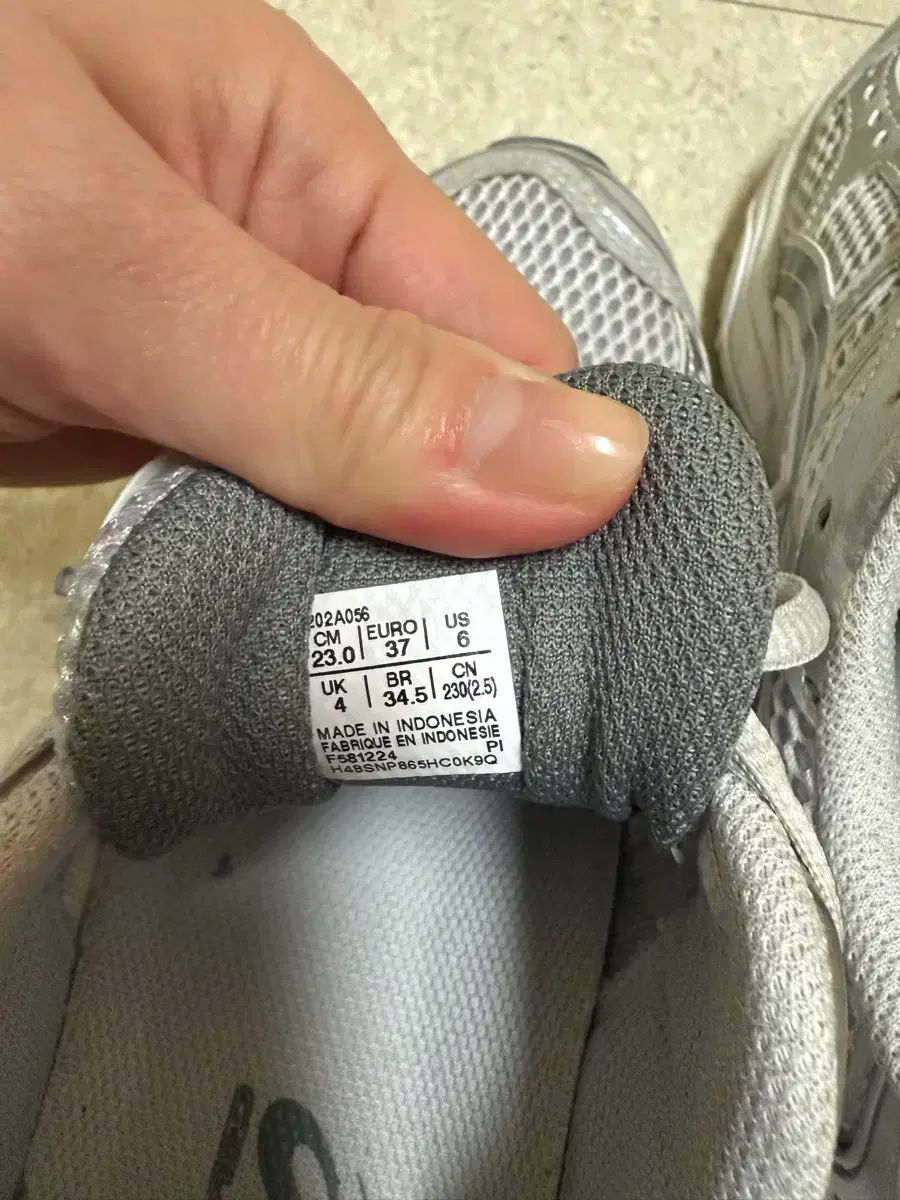 202A056
CM 23.0 | EURO 37 | US 6
UK 4 | BR 34.5 | CN 230(2.5)
MADE IN INDONESIA
FABRIQUE EN INDONESIE
F581224 PI
H48SNP865HC0K9Q